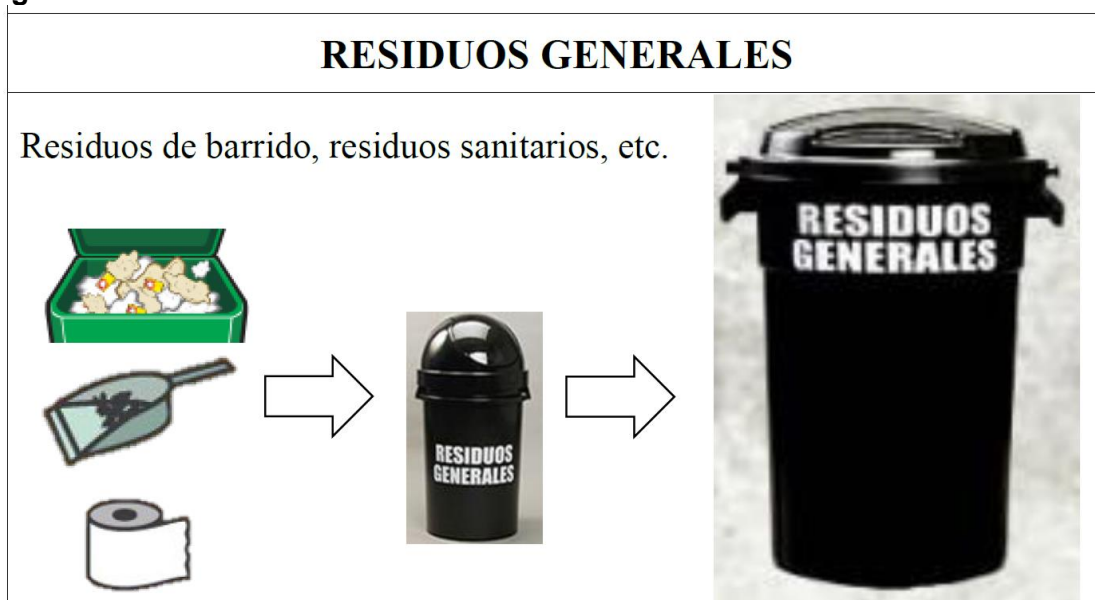 RESIDUOS GENERALES
Residuos de barrido, residuos sanitarios, etc.
RESIDUOS
GENERALES
RESIDUOS
GENERALES